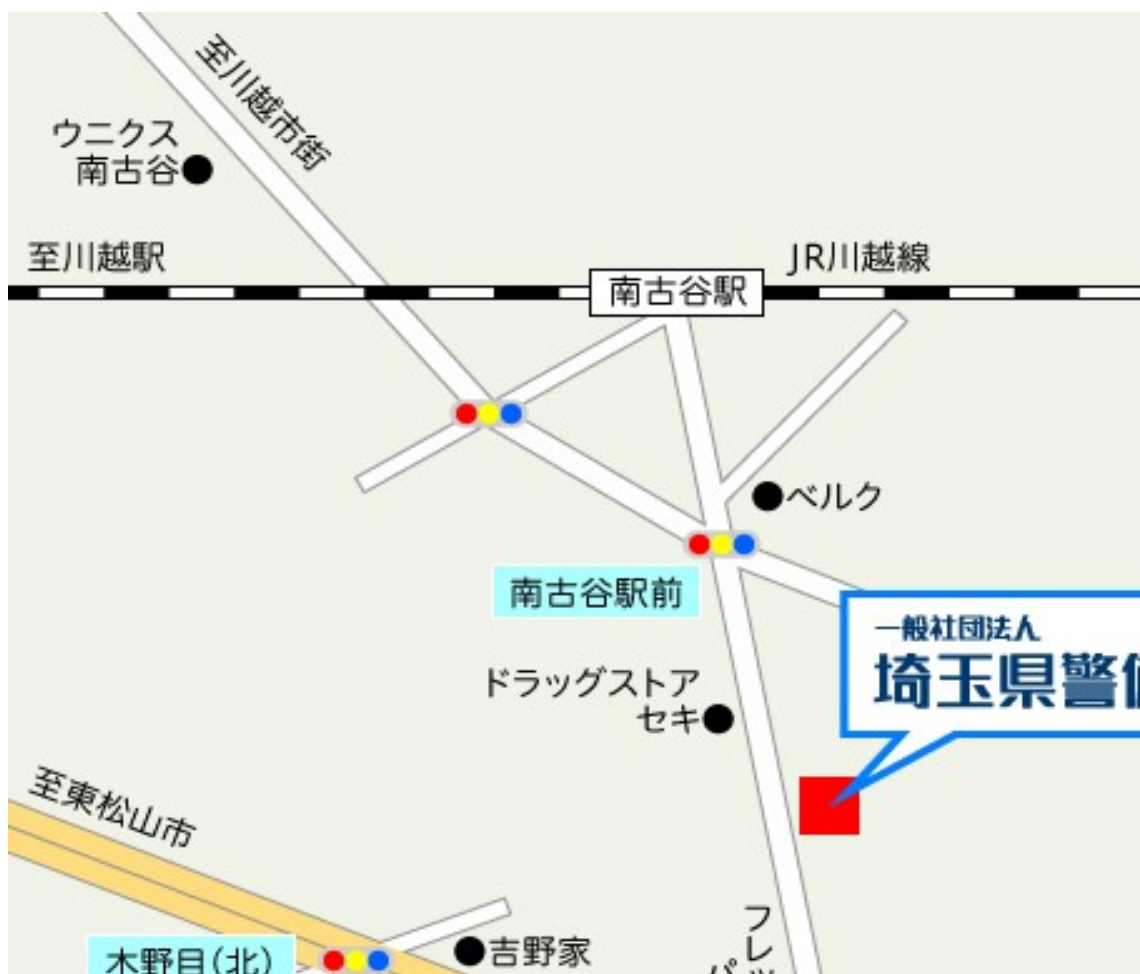 至川越市街
ウニクス
南古谷
至川越駅
JR川越線
南古谷駅
ベルク
南古谷駅前
一般社団法人
埼玉県警備
ドラッグストア
セキ
至東松山市
木野目(北)
吉野家
フレッ